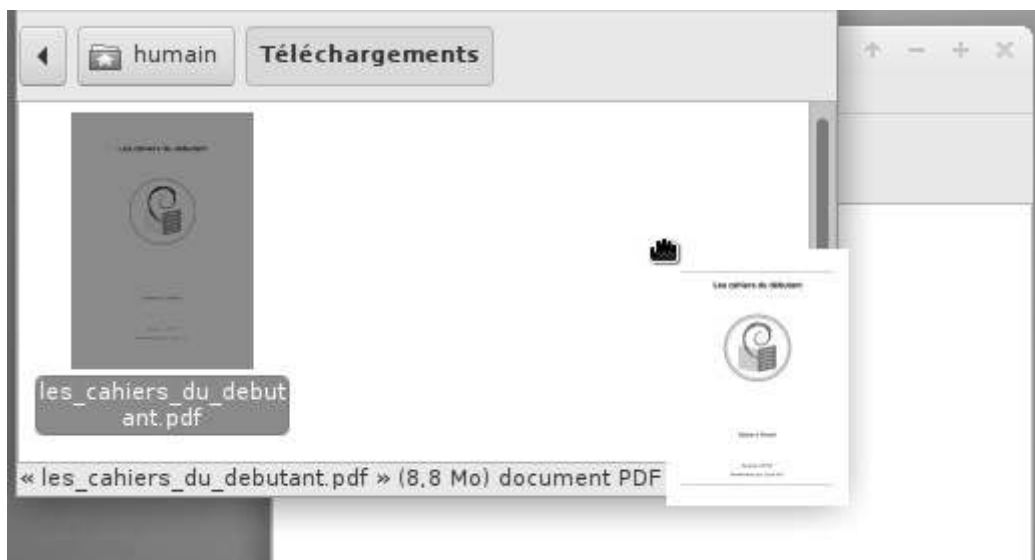 humain
Téléchargements
Les cahiers du débutant
les_cahiers_du_debut
ant.pdf
Les cahiers du débutant
« les_cahiers_du_debutant.pdf » (8,8 Mo) document PDF